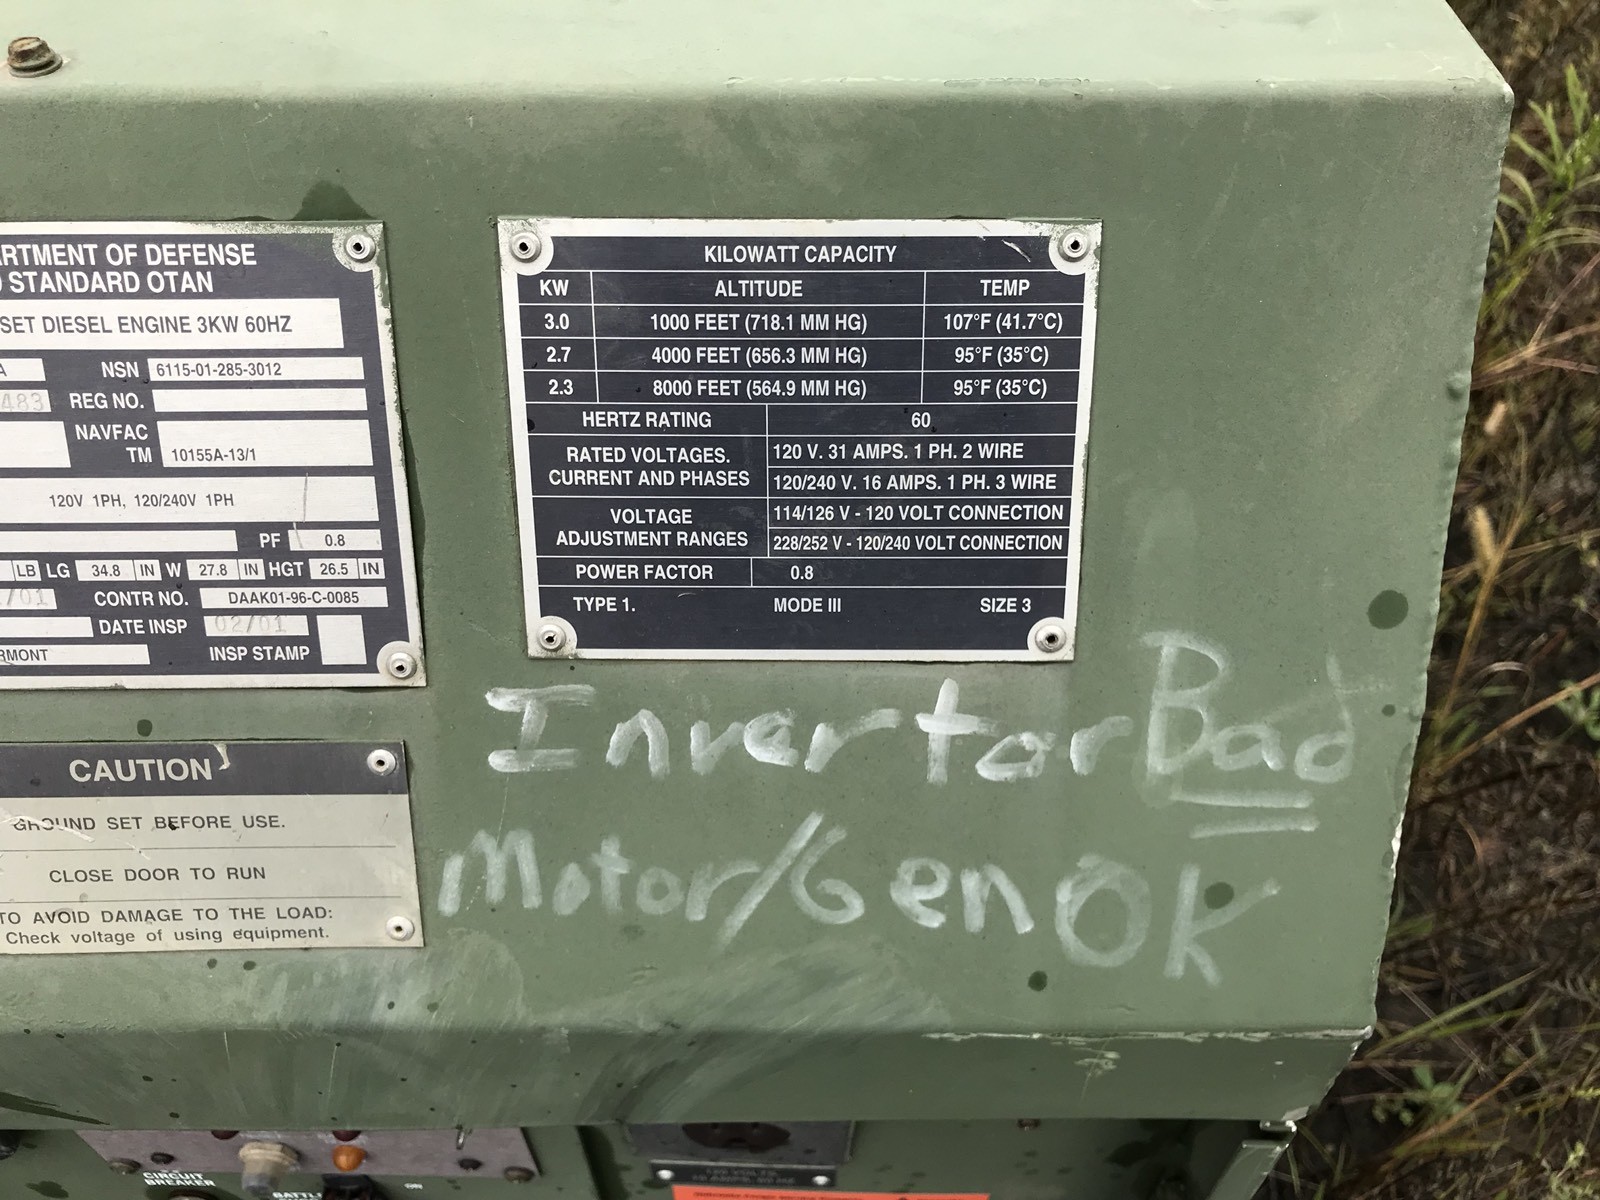 ARTMENT OF DEFENSE
STANDARD OTAN
SET DIESEL ENGINE 3KW 60HZ
A NSN 6115-01-285-3012
483 REG NO.
NAVFAC
TM 10155A-13/1
120V 1PH, 120/240V 1PH
PF 0.8
LB LG 34.8 IN W 27.8 IN HGT 26.5 IN
/01 CONTR NO. DAAK01-96-C-0085
DATE INSP 02/01
RMONT INSP STAMP
KILOWATT CAPACITY
KW ALTITUDE TEMP
3.0 1000 FEET (718.1 MM HG) 107°F (41.7°C)
2.7 4000 FEET (656.3 MM HG) 95°F (35°C)
2.3 8000 FEET (564.9 MM HG) 95°F (35°C)
HERTZ RATING 60
RATED VOLTAGES.
CURRENT AND PHASES
120 V. 31 AMPS. 1 PH. 2 WIRE
120/240 V. 16 AMPS. 1 PH. 3 WIRE
VOLTAGE
ADJUSTMENT RANGES
114/126 V - 120 VOLT CONNECTION
228/252 V - 120/240 VOLT CONNECTION
POWER FACTOR 0.8
TYPE 1. MODE III SIZE 3
CAUTION
GROUND SET BEFORE USE.
CLOSE DOOR TO RUN
TO AVOID DAMAGE TO THE LOAD:
Check voltage of using equipment.
Invertor Bad
Motor/Gen OK
CIRCUIT
BREAKER
ON